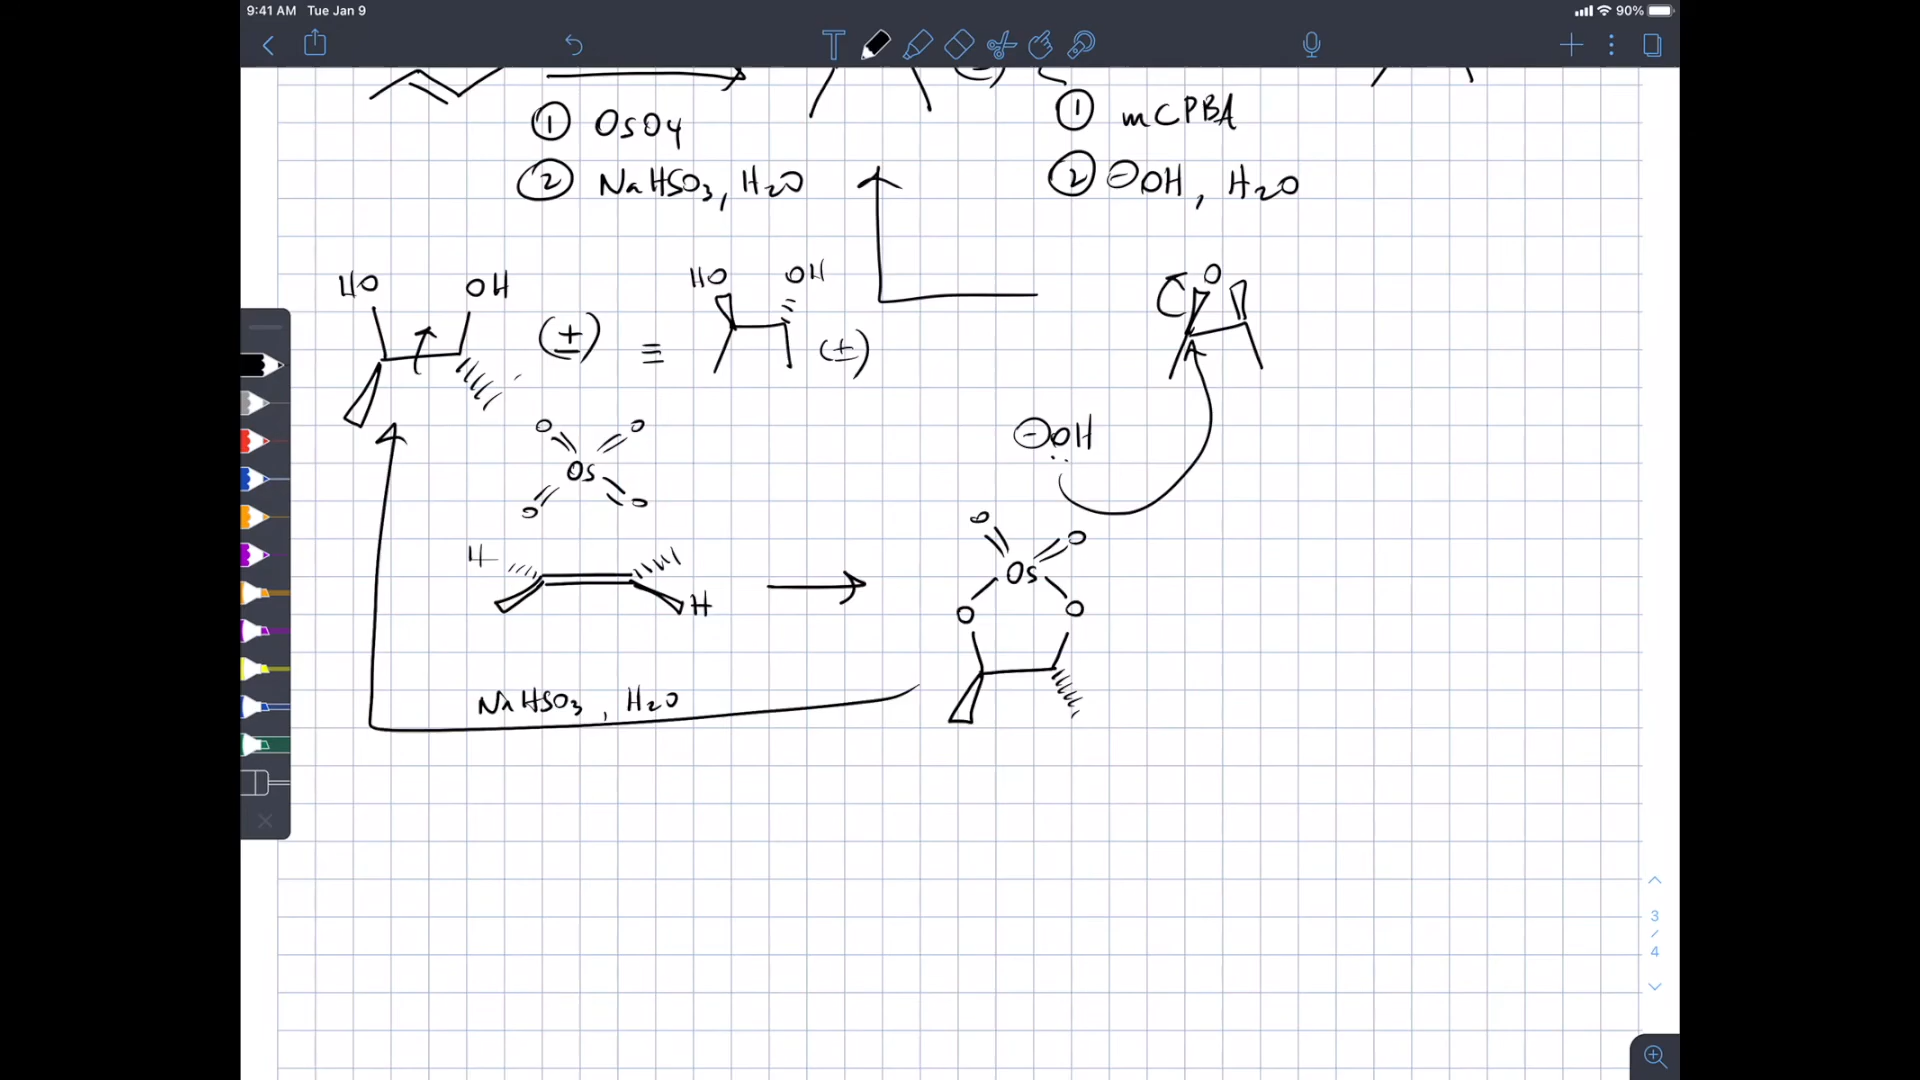 9:41 AM Tue Jan 9
90%
T
① OsO4
② NaHSO3, H2O
① mCPBA
② ⊖OH, H2O
HO OH
(±)
≡
HO OH
(±)
O
⊖OH
O O
Os
O O
H
H
O O
Os
O O
NaHSO3, H2O
3
/
4